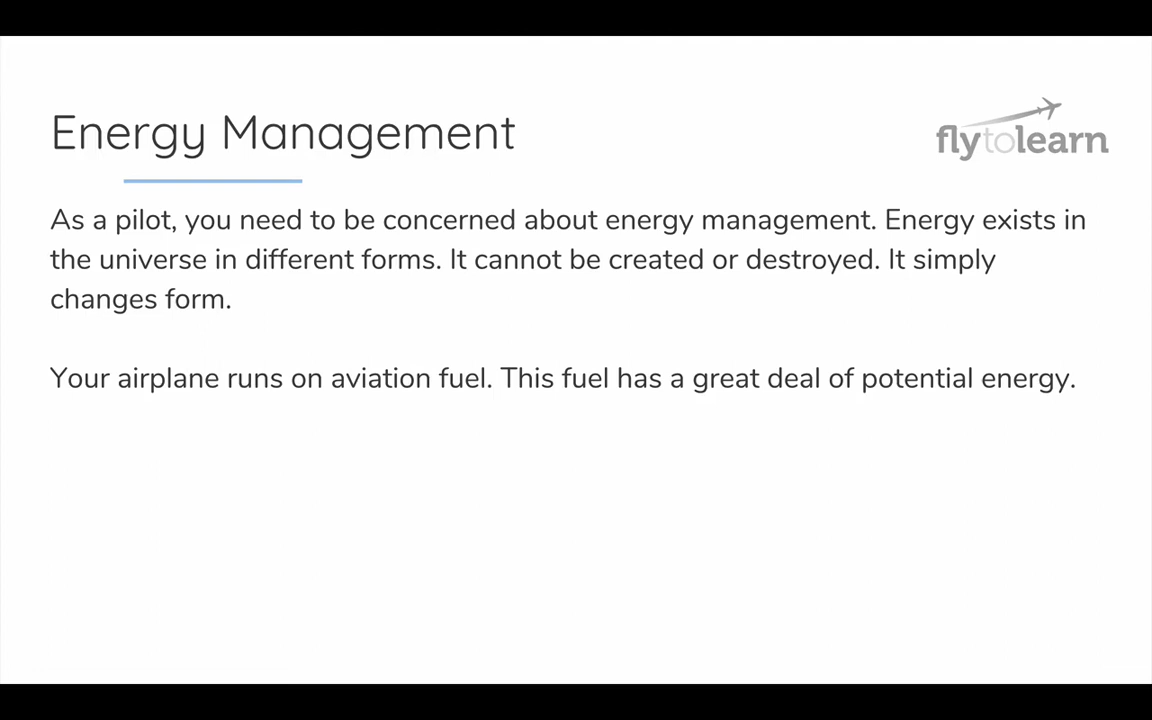 Energy Management
flytolearn
As a pilot, you need to be concerned about energy management. Energy exists in
the universe in different forms. It cannot be created or destroyed. It simply
changes form.
Your airplane runs on aviation fuel. This fuel has a great deal of potential energy.